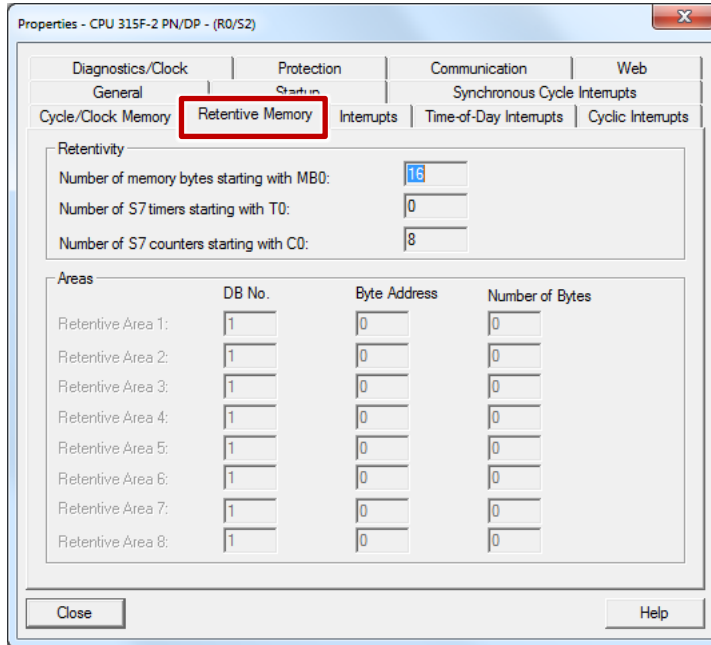 Properties - CPU 315F-2 PN/DP - (R0/S2)
Diagnostics/Clock Protection Communication Web
General Startup Synchronous Cycle Interrupts
Cycle/Clock Memory Retentive Memory Interrupts Time-of-Day Interrupts Cyclic Interrupts
Retentivity
Number of memory bytes starting with MB0: 16
Number of S7 timers starting with T0: 0
Number of S7 counters starting with C0: 8
Areas
DB No. Byte Address Number of Bytes
Retentive Area 1: 1 0 0
Retentive Area 2: 1 0 0
Retentive Area 3: 1 0 0
Retentive Area 4: 1 0 0
Retentive Area 5: 1 0 0
Retentive Area 6: 1 0 0
Retentive Area 7: 1 0 0
Retentive Area 8: 1 0 0
Close Help